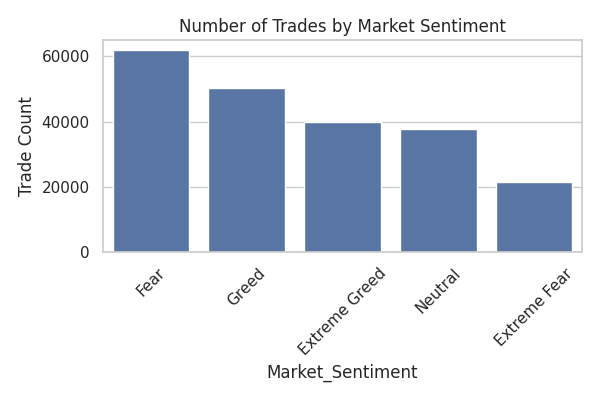 Number of Trades by Market Sentiment
Trade Count
60000
40000
20000
0
Fear
Greed
Extreme Greed
Neutral
Extreme Fear
Market_Sentiment